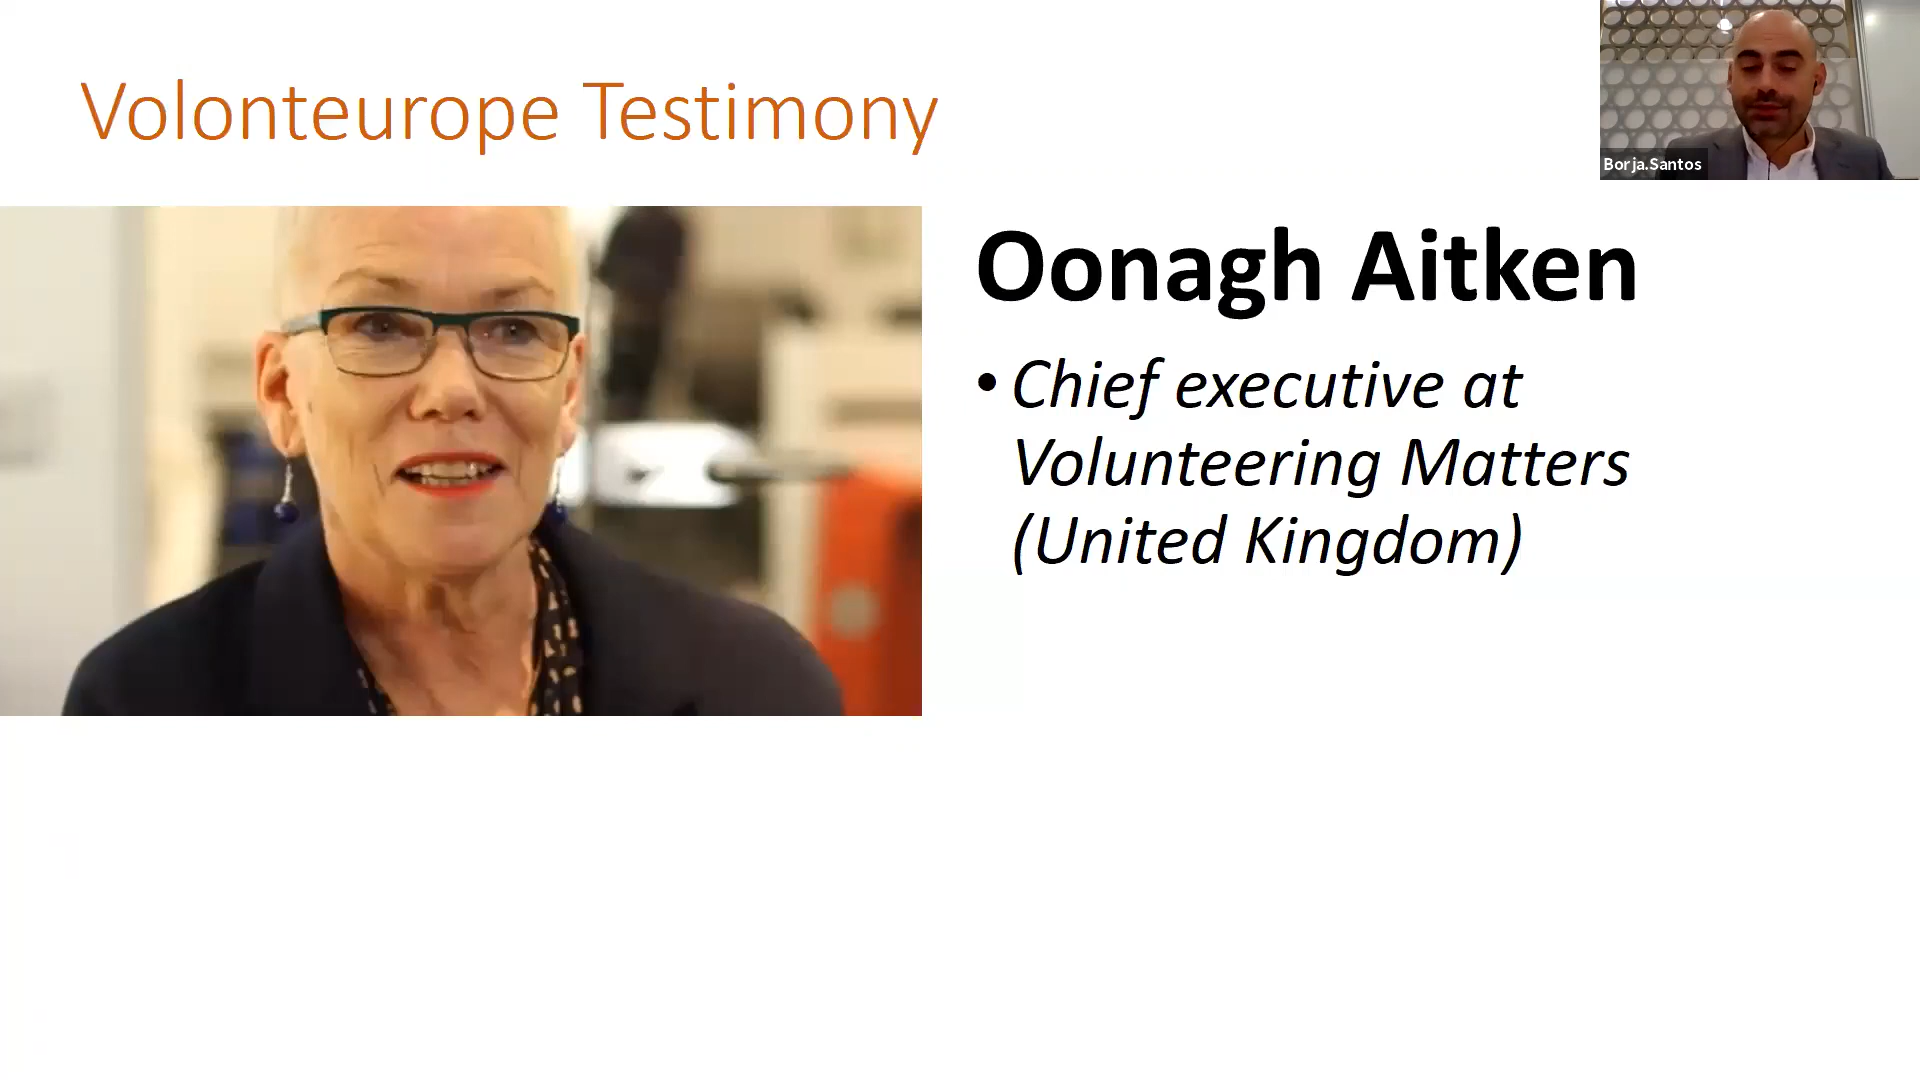 Volonteurope Testimony
Borja.Santos
Oonagh Aitken
• Chief executive at
Volunteering Matters
(United Kingdom)